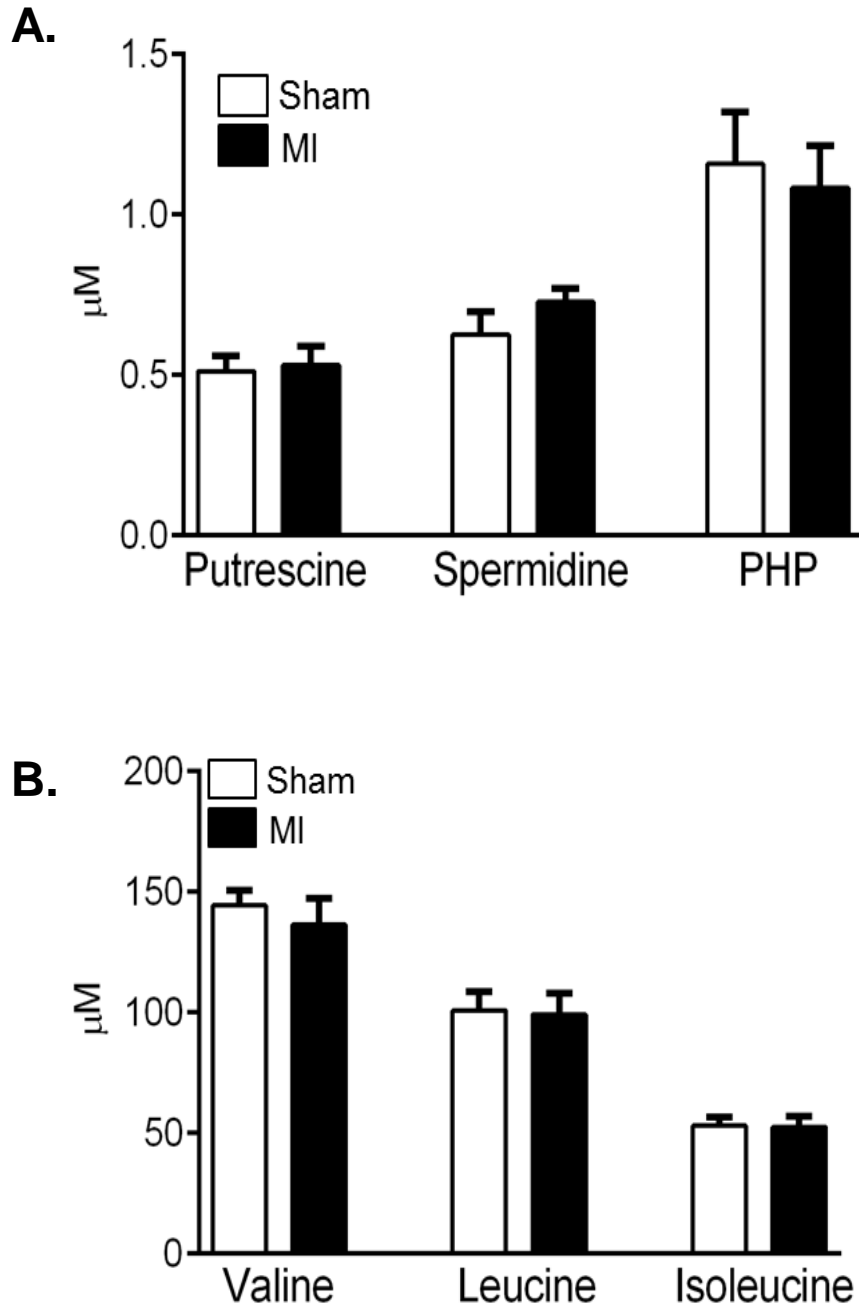 A.
1.5
Sham
MI
1.0
μM
0.5
0.0
Putrescine Spermidine PHP
B.
200
Sham
MI
150
μM
100
50
0
Valine Leucine Isoleucine